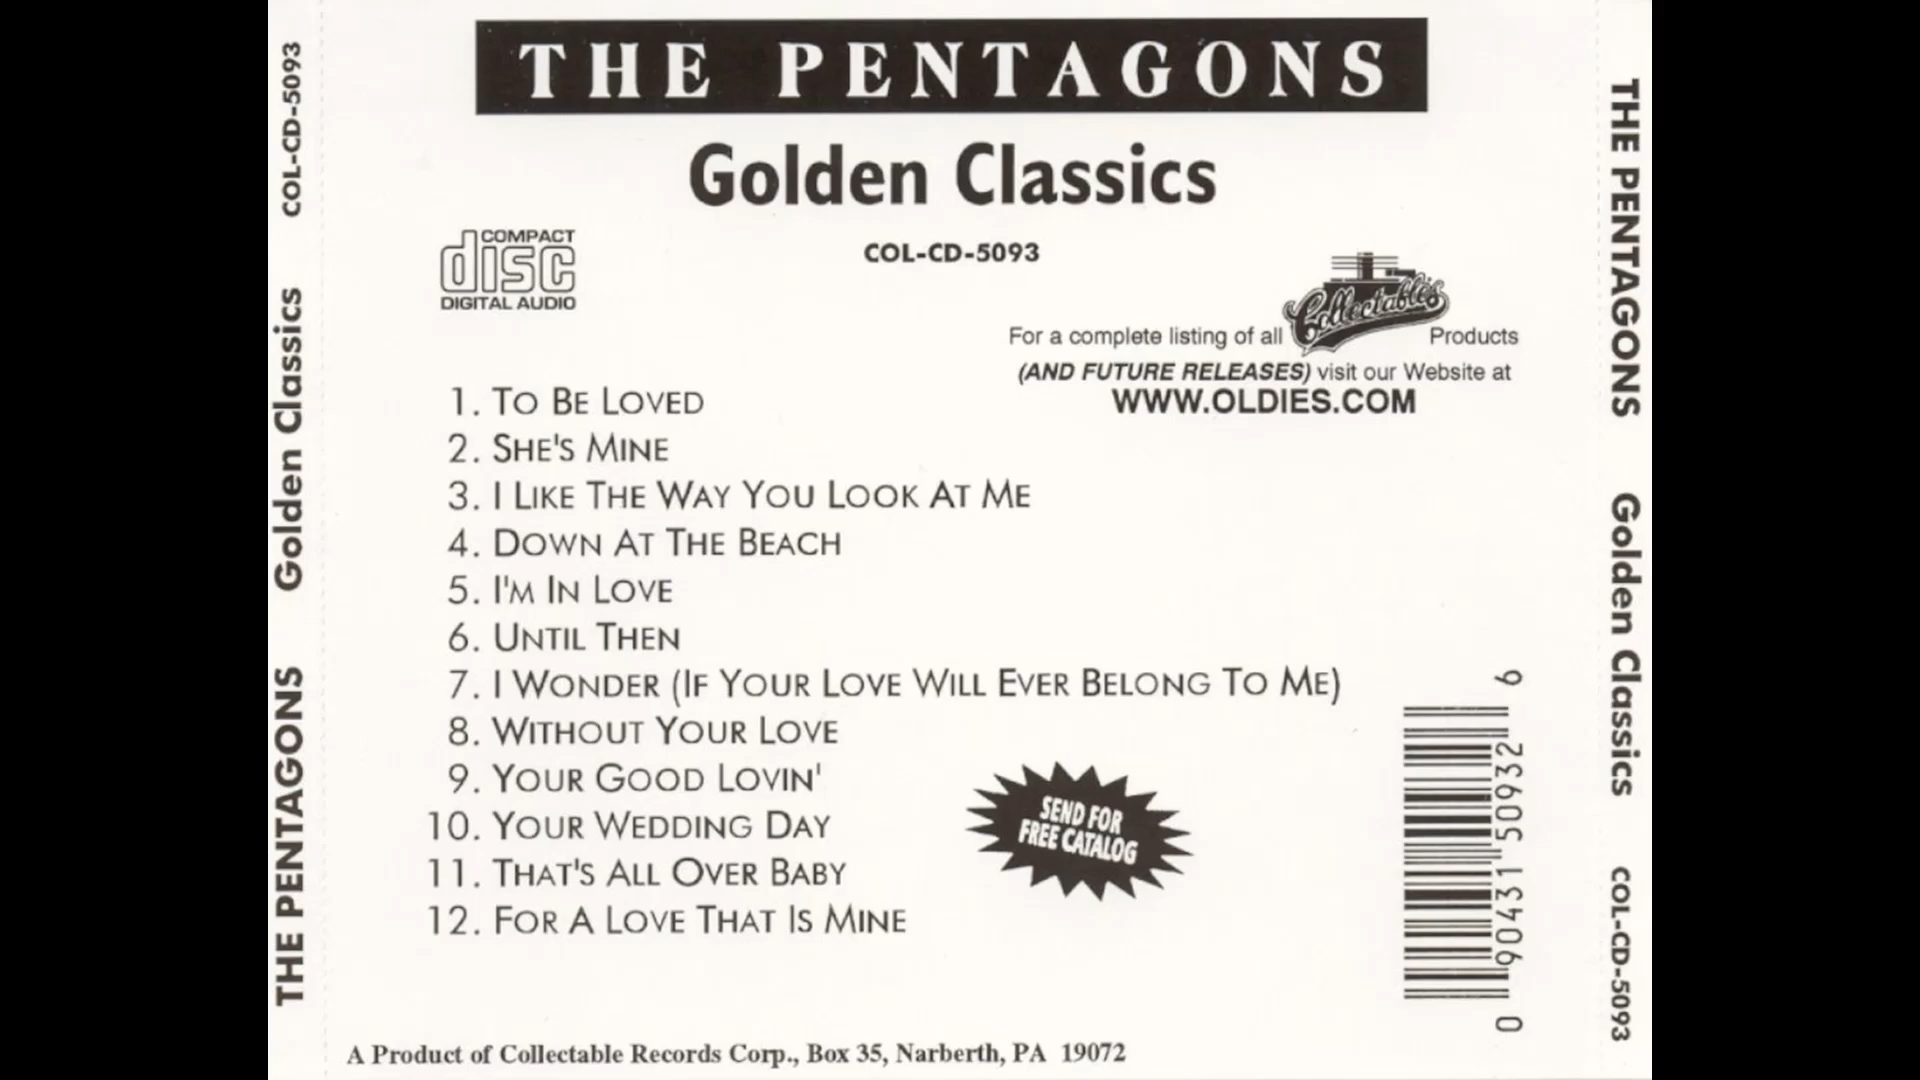 THE PENTAGONS
Golden Classics
COL-CD-5093
COMPACT
disc
DIGITAL AUDIO
For a complete listing of all Collectables Products
(AND FUTURE RELEASES) visit our Website at
WWW.OLDIES.COM
1. TO BE LOVED
2. SHE'S MINE
3. I LIKE THE WAY YOU LOOK AT ME
4. DOWN AT THE BEACH
5. I'M IN LOVE
6. UNTIL THEN
7. I WONDER (IF YOUR LOVE WILL EVER BELONG TO ME)
8. WITHOUT YOUR LOVE
9. YOUR GOOD LOVIN'
10. YOUR WEDDING DAY
11. THAT'S ALL OVER BABY
12. FOR A LOVE THAT IS MINE
SEND FOR
FREE CATALOG
0 90431 50932 6
A Product of Collectable Records Corp., Box 35, Narberth, PA 19072
THE PENTAGONS Golden Classics COL-CD-5093
THE PENTAGONS Golden Classics COL-CD-5093